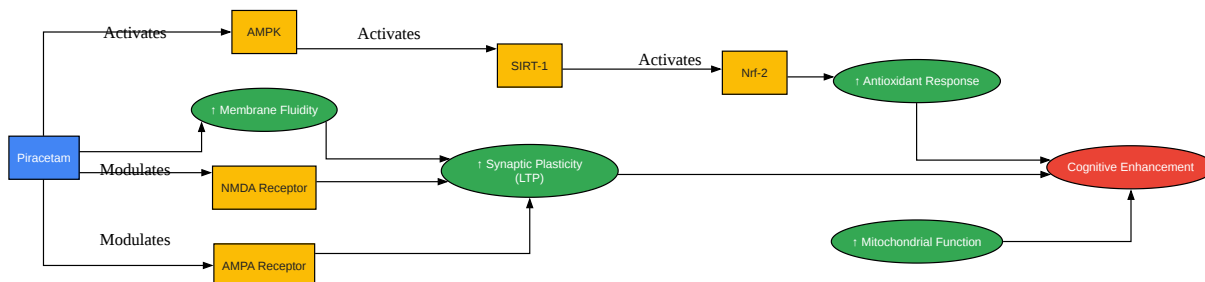 Activates
AMPK
Activates
SIRT-1
Activates
Nrf-2
↑ Antioxidant Response
↑ Membrane Fluidity
Piracetam
Modulates
NMDA Receptor
↑ Synaptic Plasticity
(LTP)
Cognitive Enhancement
Modulates
AMPA Receptor
↑ Mitochondrial Function